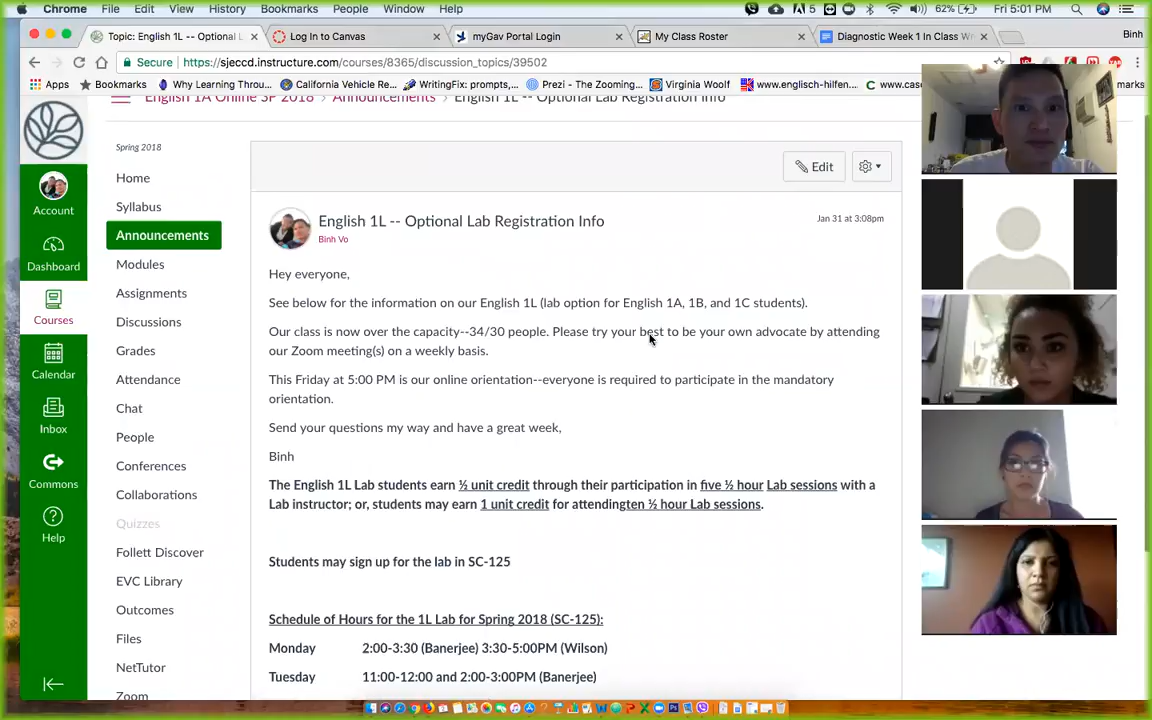 Chrome File Edit View History Bookmarks People Window Help 5 62% Fri 5:01 PM
Topic: English 1L -- Optional L Log In to Canvas myGav Portal Login My Class Roster Diagnostic Week 1 In Class Wr Binh
Secure https://sjeccd.instructure.com/courses/8365/discussion_topics/39502
Apps Why Learning Throu... California Vehicle Re... WritingFix: prompts,... Prezi - The Zooming... Virginia Woolf www.englisch-hilfen... www.case marks
English 1A Online SP 2018 > Announcements > English 1L -- Optional Lab Registration Info
Spring 2018
Home
Syllabus
Announcements
Modules
Assignments
Discussions
Grades
Attendance
Chat
People
Conferences
Collaborations
Quizzes
Follett Discover
EVC Library
Outcomes
Files
NetTutor
Zoom
Account
Dashboard
Courses
Calendar
Inbox
Commons
Help
Edit
English 1L -- Optional Lab Registration Info Jan 31 at 3:08pm
Binh Vo
Hey everyone,
See below for the information on our English 1L (lab option for English 1A, 1B, and 1C students).
Our class is now over the capacity--34/30 people. Please try your best to be your own advocate by attending
our Zoom meeting(s) on a weekly basis.
This Friday at 5:00 PM is our online orientation--everyone is required to participate in the mandatory
orientation.
Send your questions my way and have a great week,
Binh
The English 1L Lab students earn ½ unit credit through their participation in five ½ hour Lab sessions with a
Lab instructor; or, students may earn 1 unit credit for attendingten ½ hour Lab sessions.
Students may sign up for the lab in SC-125
Schedule of Hours for the 1L Lab for Spring 2018 (SC-125):
Monday 2:00-3:30 (Banerjee) 3:30-5:00PM (Wilson)
Tuesday 11:00-12:00 and 2:00-3:00PM (Banerjee)